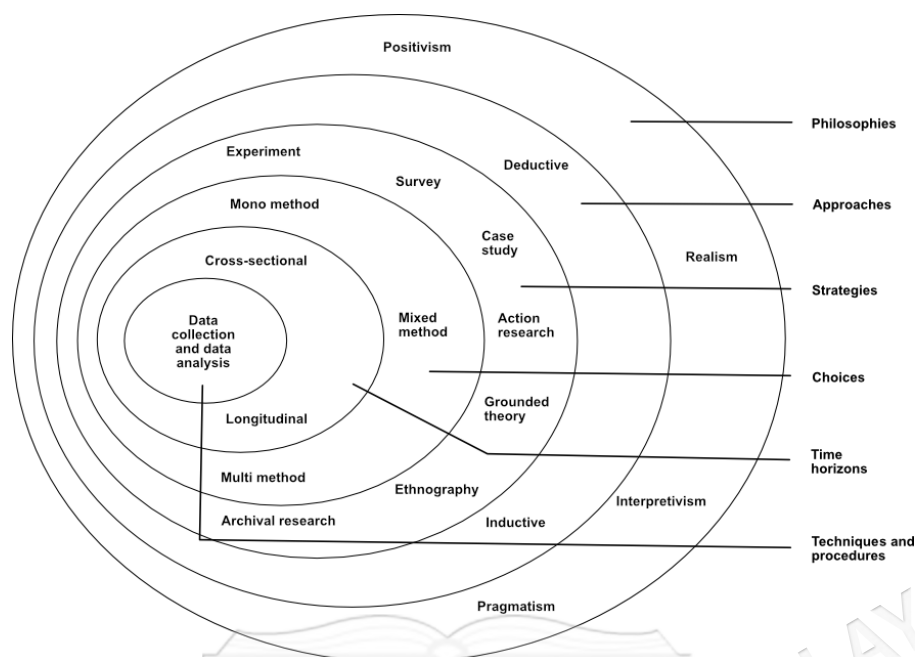 Positivism
Philosophies
Experiment
Survey
Deductive
Mono method
Approaches
Case
study
Cross-sectional
Realism
Strategies
Data
collection
and data
analysis
Mixed
method
Action
research
Choices
Grounded
theory
Longitudinal
Time
horizons
Multi method
Ethnography
Interpretivism
Archival research
Inductive
Techniques and
procedures
Pragmatism
LAY